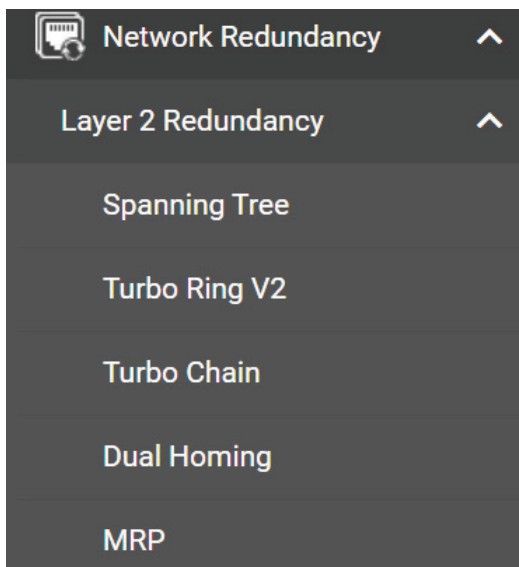 Network Redundancy
Layer 2 Redundancy
Spanning Tree
Turbo Ring V2
Turbo Chain
Dual Homing
MRP